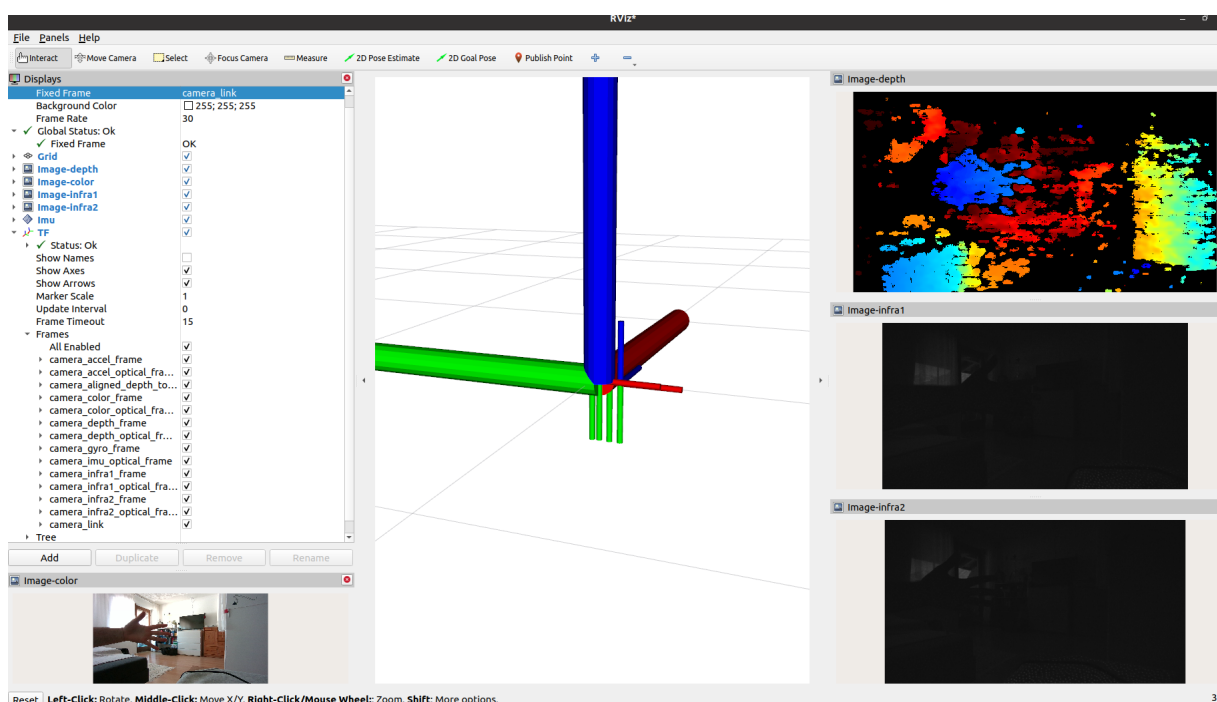 RViz*
File Panels Help
Interact Move Camera Select Focus Camera Measure 2D Pose Estimate 2D Goal Pose Publish Point
Displays
Fixed Frame camera_link
Background Color 255; 255; 255
Frame Rate 30
Global Status: Ok
Fixed Frame OK
Grid
Image-depth
Image-color
Image-infra1
Image-infra2
Imu
TF
Status: Ok
Show Names
Show Axes
Show Arrows
Marker Scale 1
Update Interval 0
Frame Timeout 15
Frames
All Enabled
camera_accel_frame
camera_accel_optical_fra...
camera_aligned_depth_to...
camera_color_frame
camera_color_optical_fra...
camera_depth_frame
camera_depth_optical_fr...
camera_gyro_frame
camera_imu_optical_frame
camera_infra1_frame
camera_infra1_optical_fra...
camera_infra2_frame
camera_infra2_optical_fra...
camera_link
Tree
Add Duplicate Remove Rename
Image-color
Image-depth
Image-infra1
Image-infra2
Reset Left-Click: Rotate. Middle-Click: Move X/Y. Right-Click/Mouse Wheel:: Zoom. Shift: More options.
3